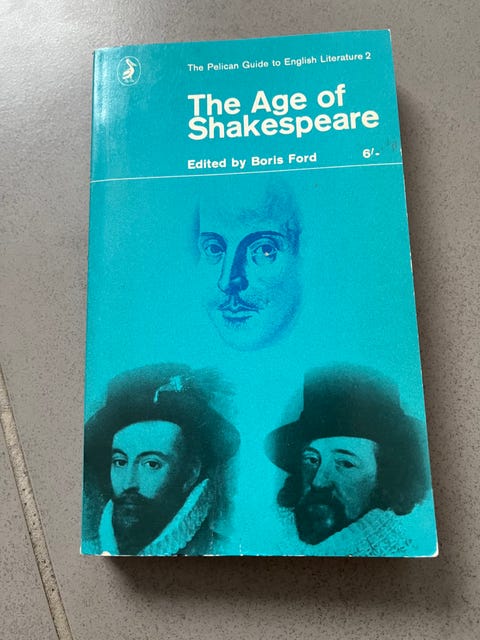 The Pelican Guide to English Literature 2
The Age of
Shakespeare
Edited by Boris Ford 6/-